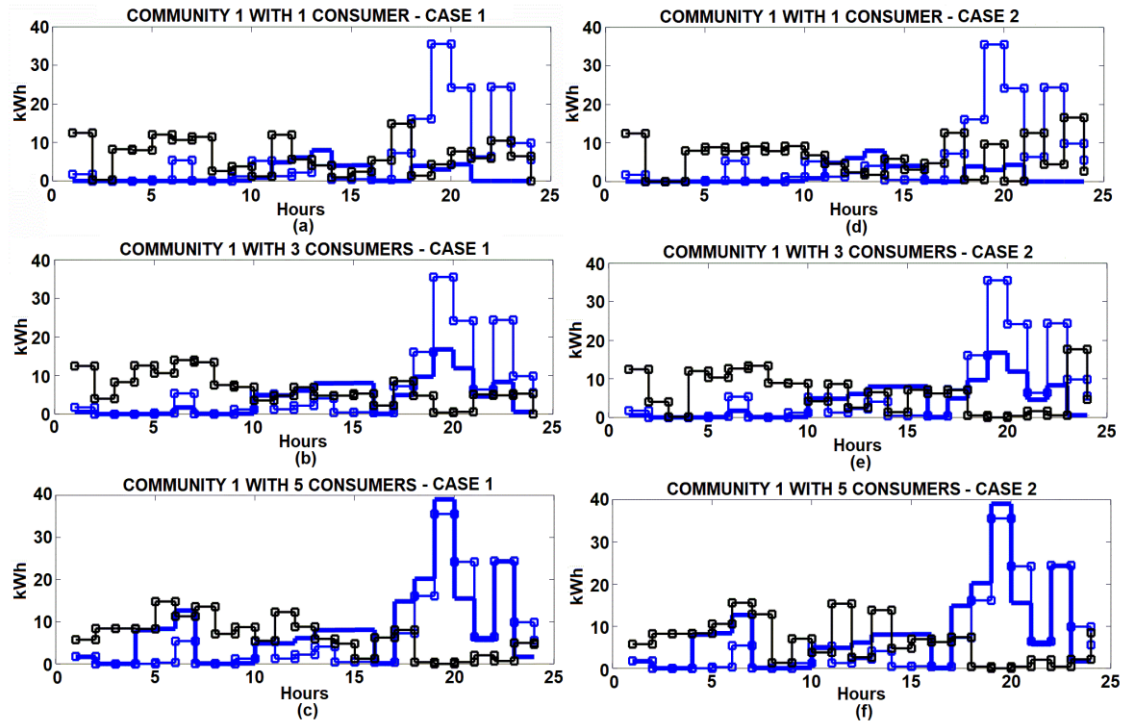 COMMUNITY 1 WITH 1 CONSUMER - CASE 1
40
30
20
10
0
kWh
0 5 10 15 20 25
Hours
(a)
COMMUNITY 1 WITH 1 CONSUMER - CASE 2
40
30
20
10
0
kWh
0 5 10 15 20 25
Hours
(d)
COMMUNITY 1 WITH 3 CONSUMERS - CASE 1
40
30
20
10
0
kWh
0 5 10 15 20 25
Hours
(b)
COMMUNITY 1 WITH 3 CONSUMERS - CASE 2
40
30
20
10
0
kWh
0 5 10 15 20 25
Hours
(e)
COMMUNITY 1 WITH 5 CONSUMERS - CASE 1
40
30
20
10
0
kWh
0 5 10 15 20 25
Hours
(c)
COMMUNITY 1 WITH 5 CONSUMERS - CASE 2
40
30
20
10
0
kWh
0 5 10 15 20 25
Hours
(f)